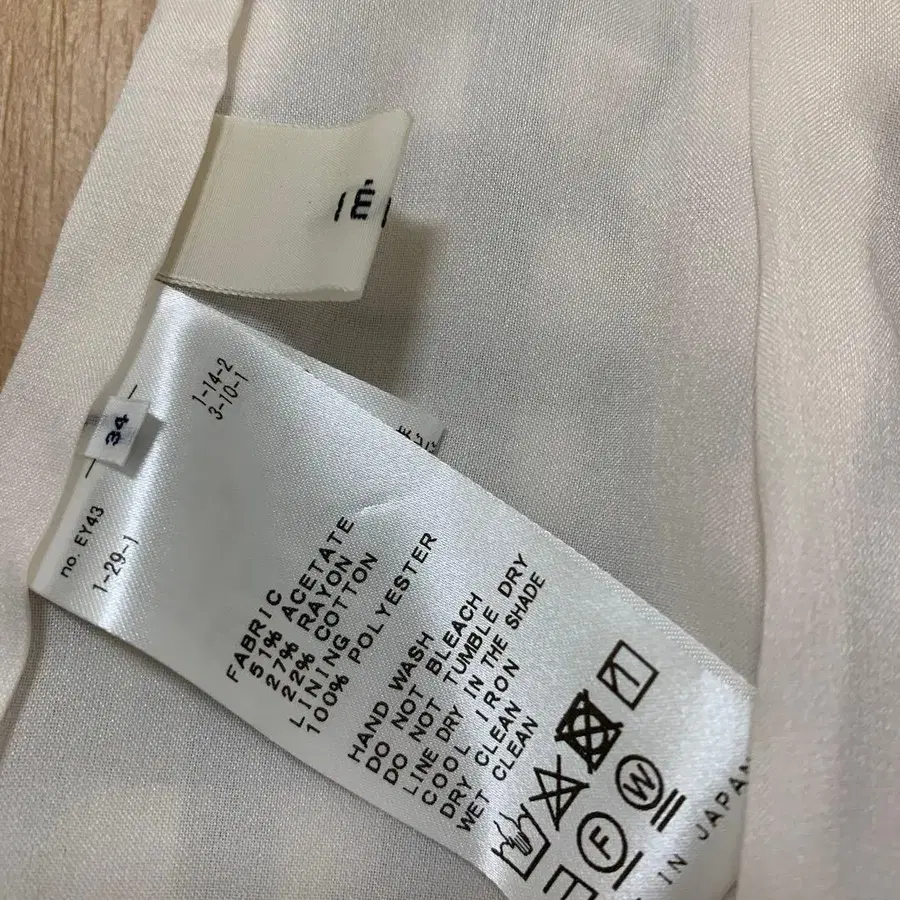 34
1-14-2
3-10-1
no. EY43
1-29-1
FABRIC
51% ACETATE
27% RAYON
22% COTTON
LINING
100% POLYESTER
HAND WASH
DO NOT BLEACH
DO NOT TUMBLE DRY
LINE DRY IN THE SHADE
COOL IRON
DRY CLEAN
WET CLEAN
F
W
IN JAPAN